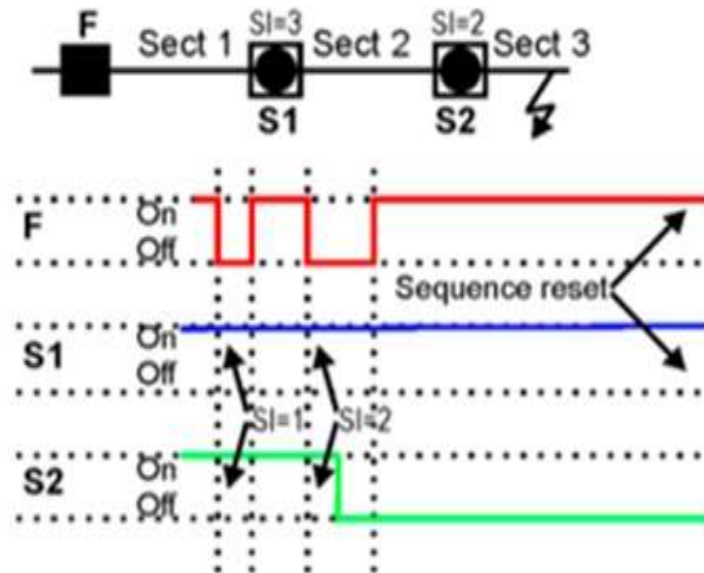 F Sect 1 SI=3 Sect 2 SI=2 Sect 3
S1 S2
F On
Off
Sequence reset
S1 On
Off
SI=1 SI=2
S2 On
Off